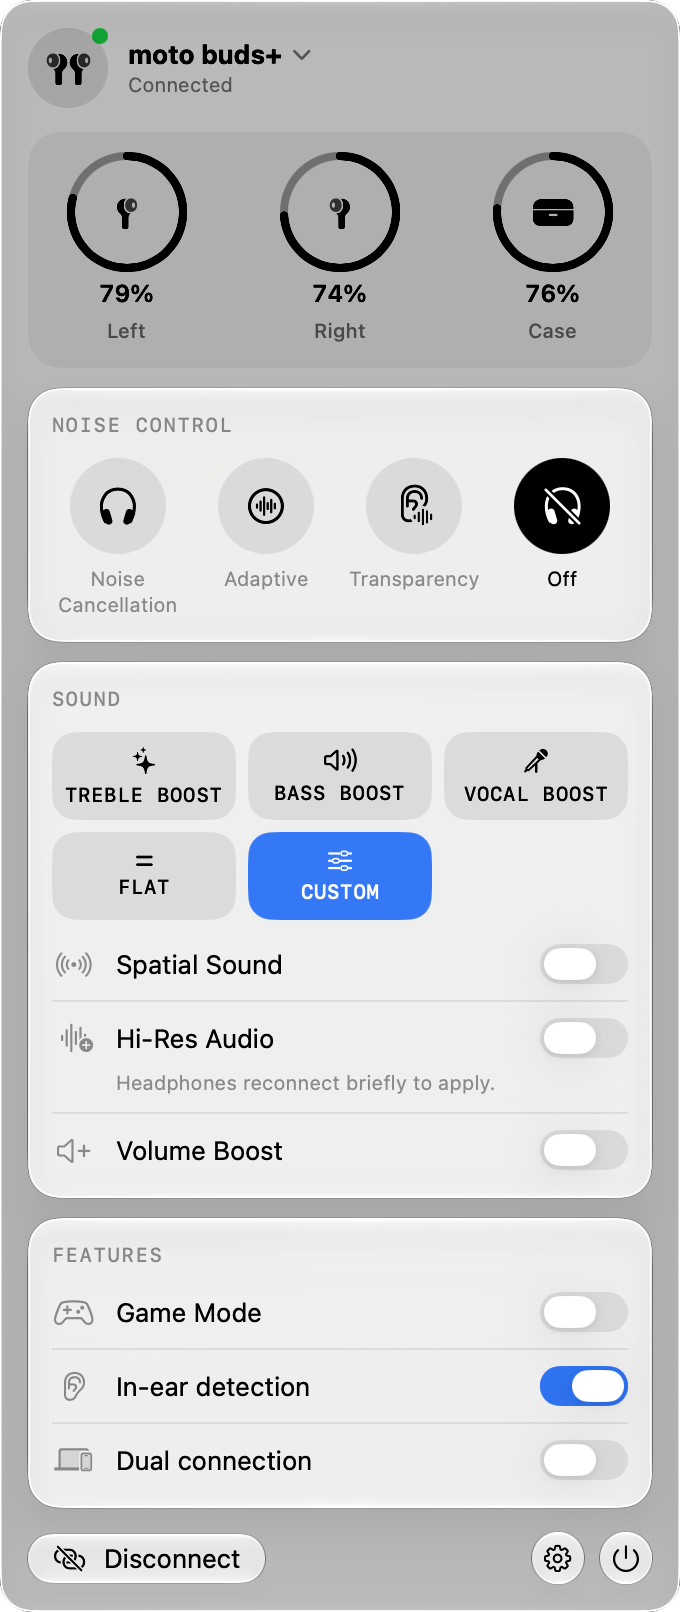 moto buds+
Connected
79%
74%
76%
Left
Right
Case
NOISE CONTROL
Noise
Cancellation
Adaptive
Transparency
Off
SOUND
TREBLE BOOST
BASS BOOST
VOCAL BOOST
FLAT
CUSTOM
Spatial Sound
Hi-Res Audio
Headphones reconnect briefly to apply.
Volume Boost
FEATURES
Game Mode
In-ear detection
Dual connection
Disconnect